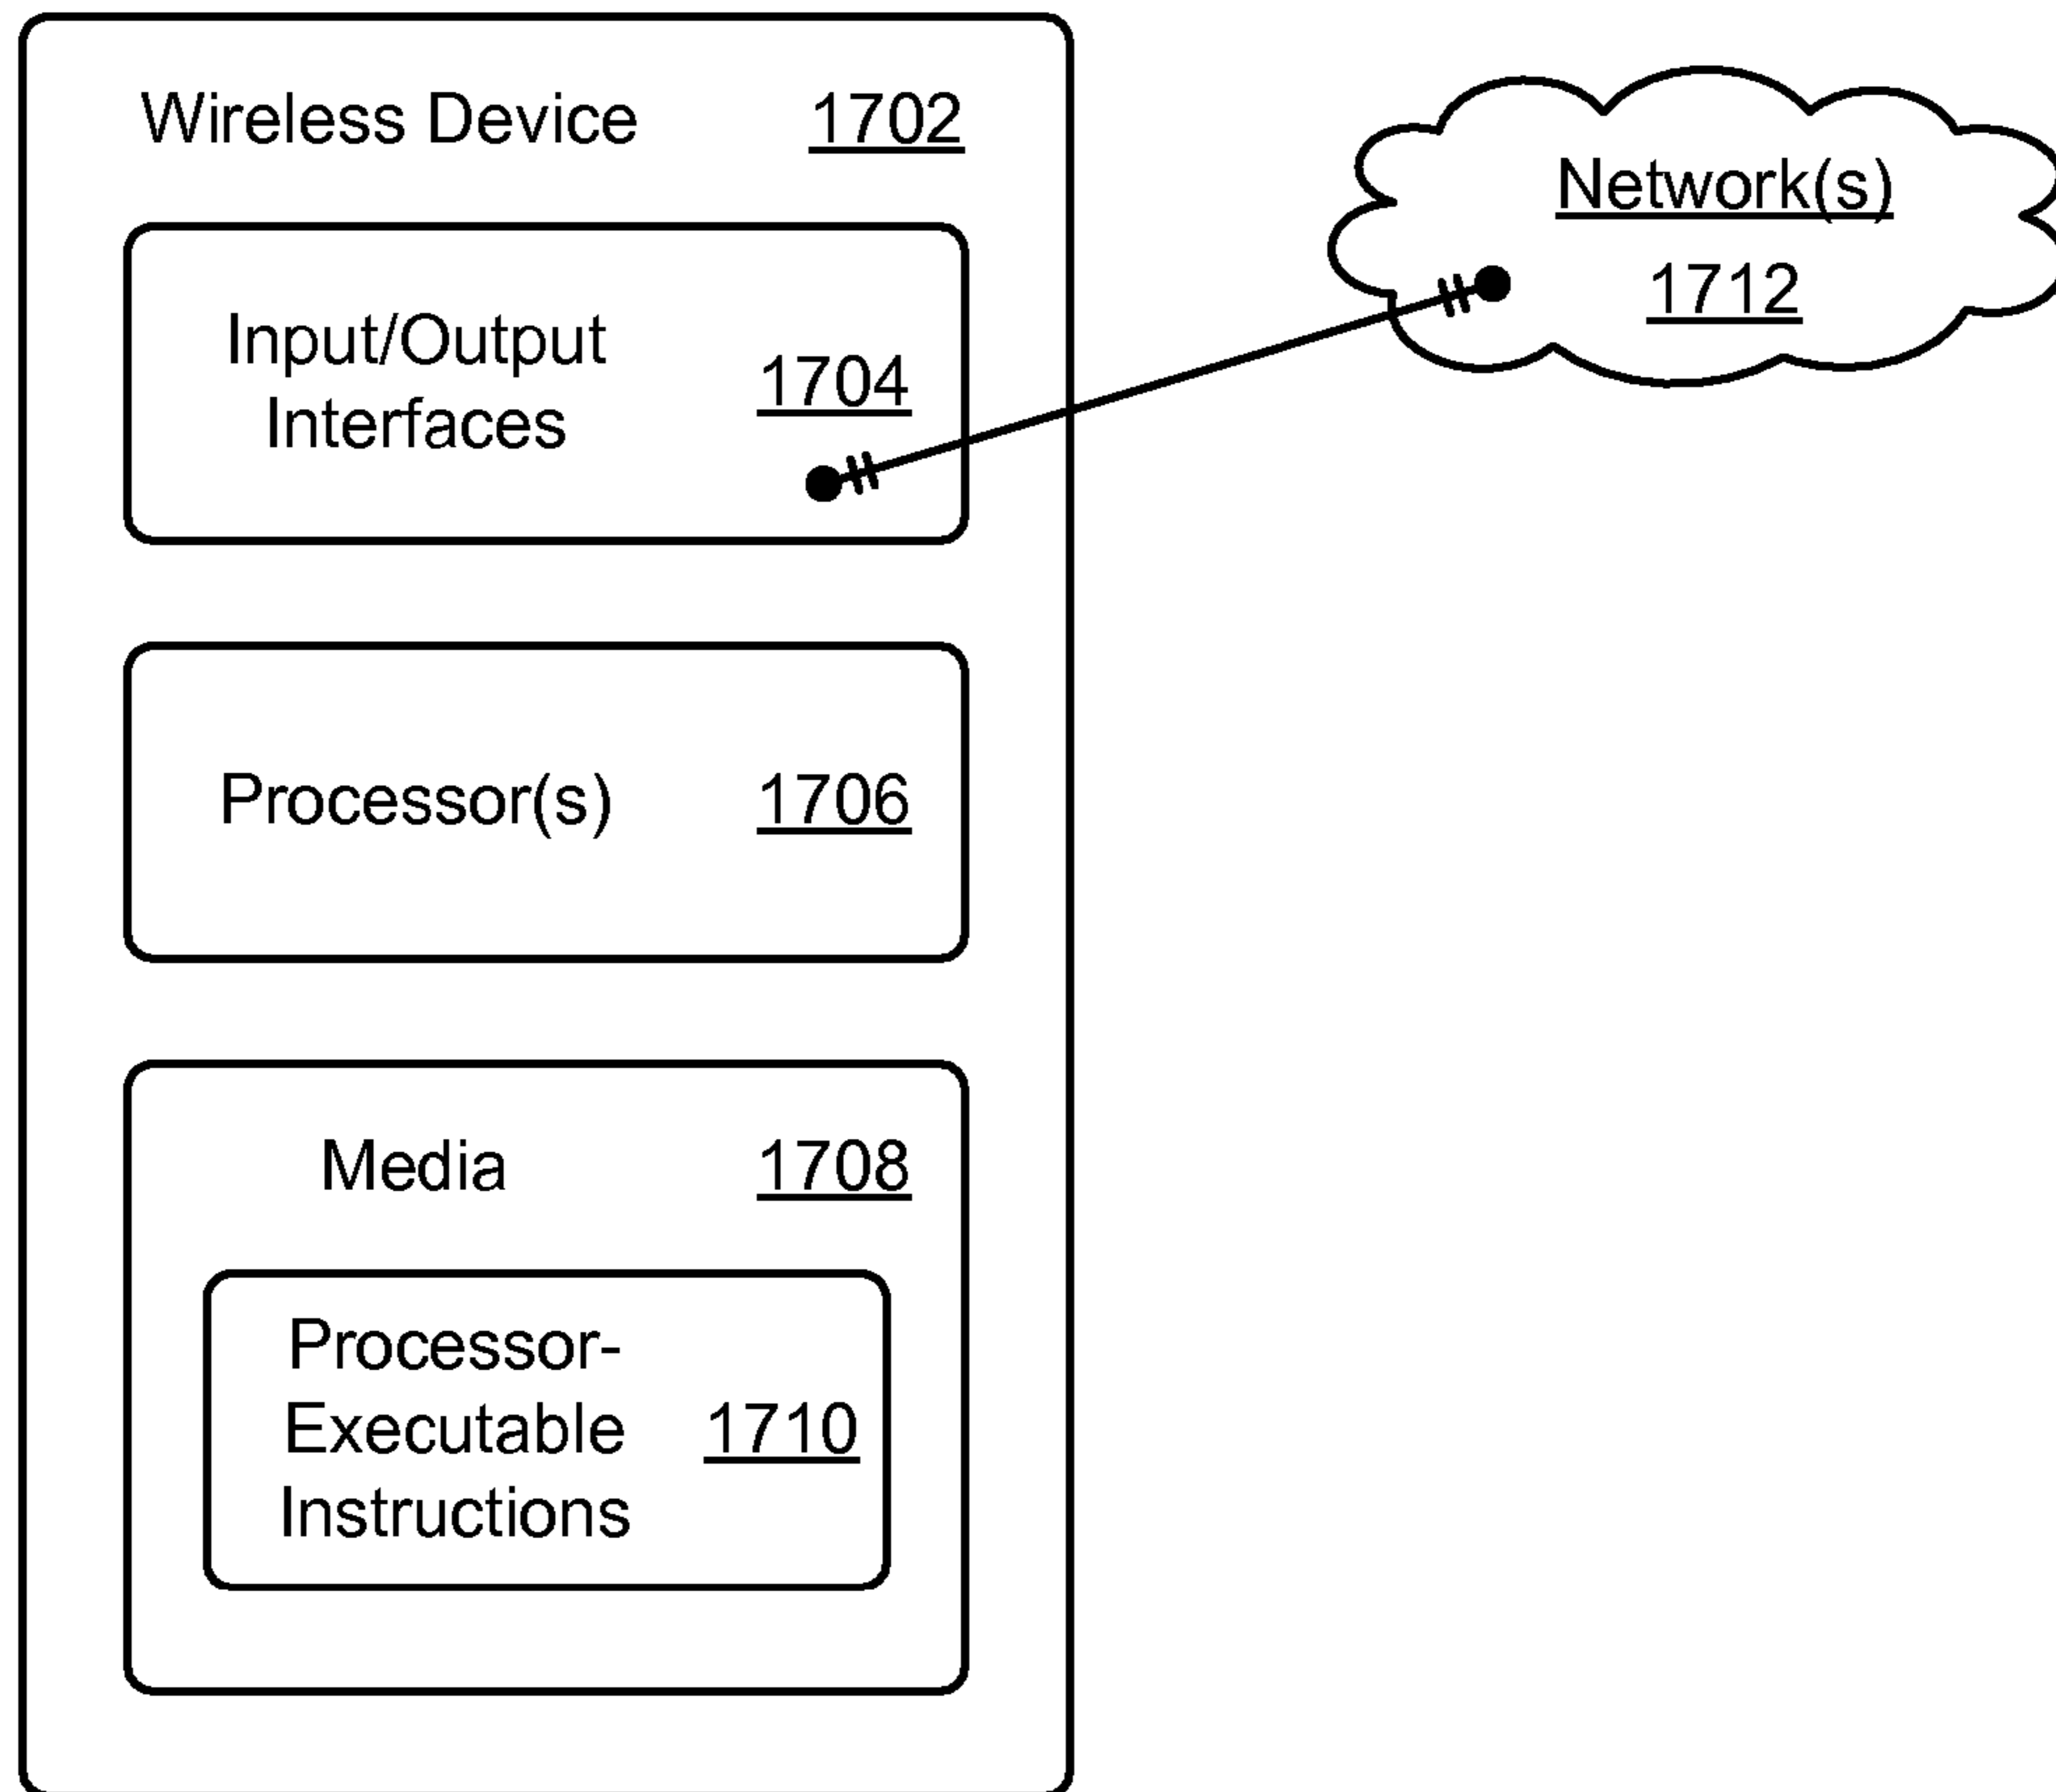 Wireless Device 1702
Network(s)
1712
Input/Output
Interfaces
1704
Processor(s) 1706
Media 1708
Processor-
Executable
Instructions
1710